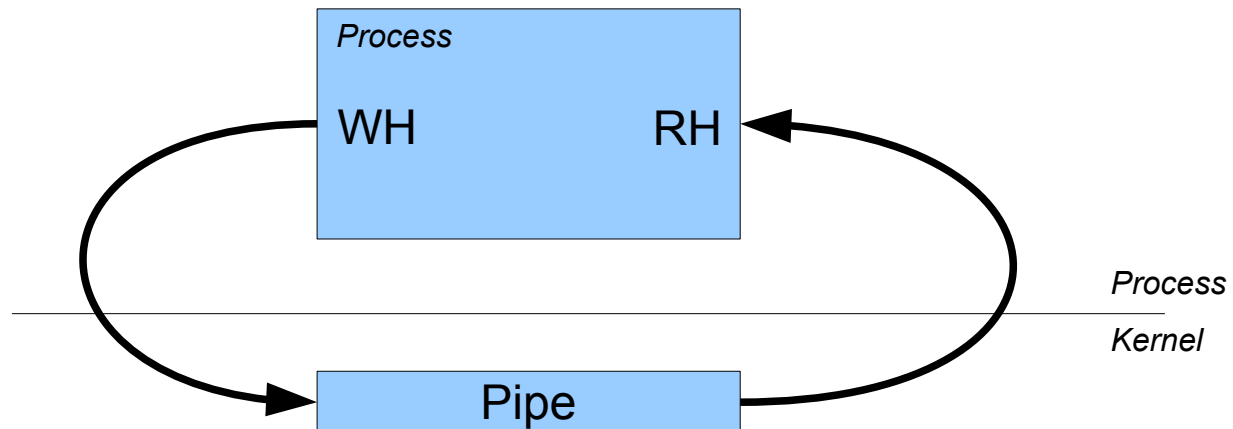 Process
WH RH
Process
Kernel
Pipe